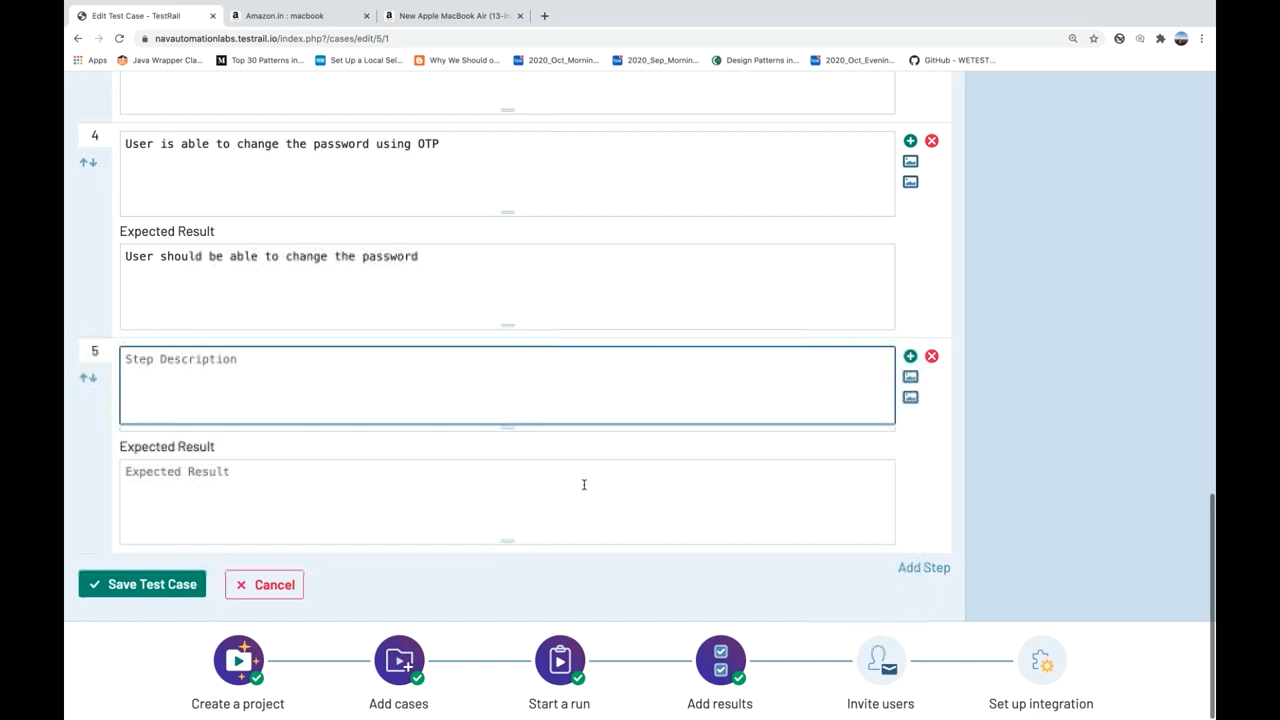 Edit Test Case - TestRail
Amazon.in : macbook
New Apple MacBook Air (13-in
navautomationlabs.testrail.io/index.php?/cases/edit/5/1
Apps
Java Wrapper Cla...
Top 30 Patterns in...
Set Up a Local Sel...
Why We Should o...
2020_Oct_Mornin...
2020_Sep_Mornin...
Design Patterns in...
2020_Oct_Evenin...
GitHub - WETEST...
4
User is able to change the password using OTP
Expected Result
User should be able to change the password
5
Step Description
Expected Result
Expected Result
Add Step
Save Test Case
Cancel
Create a project
Add cases
Start a run
Add results
Invite users
Set up integration